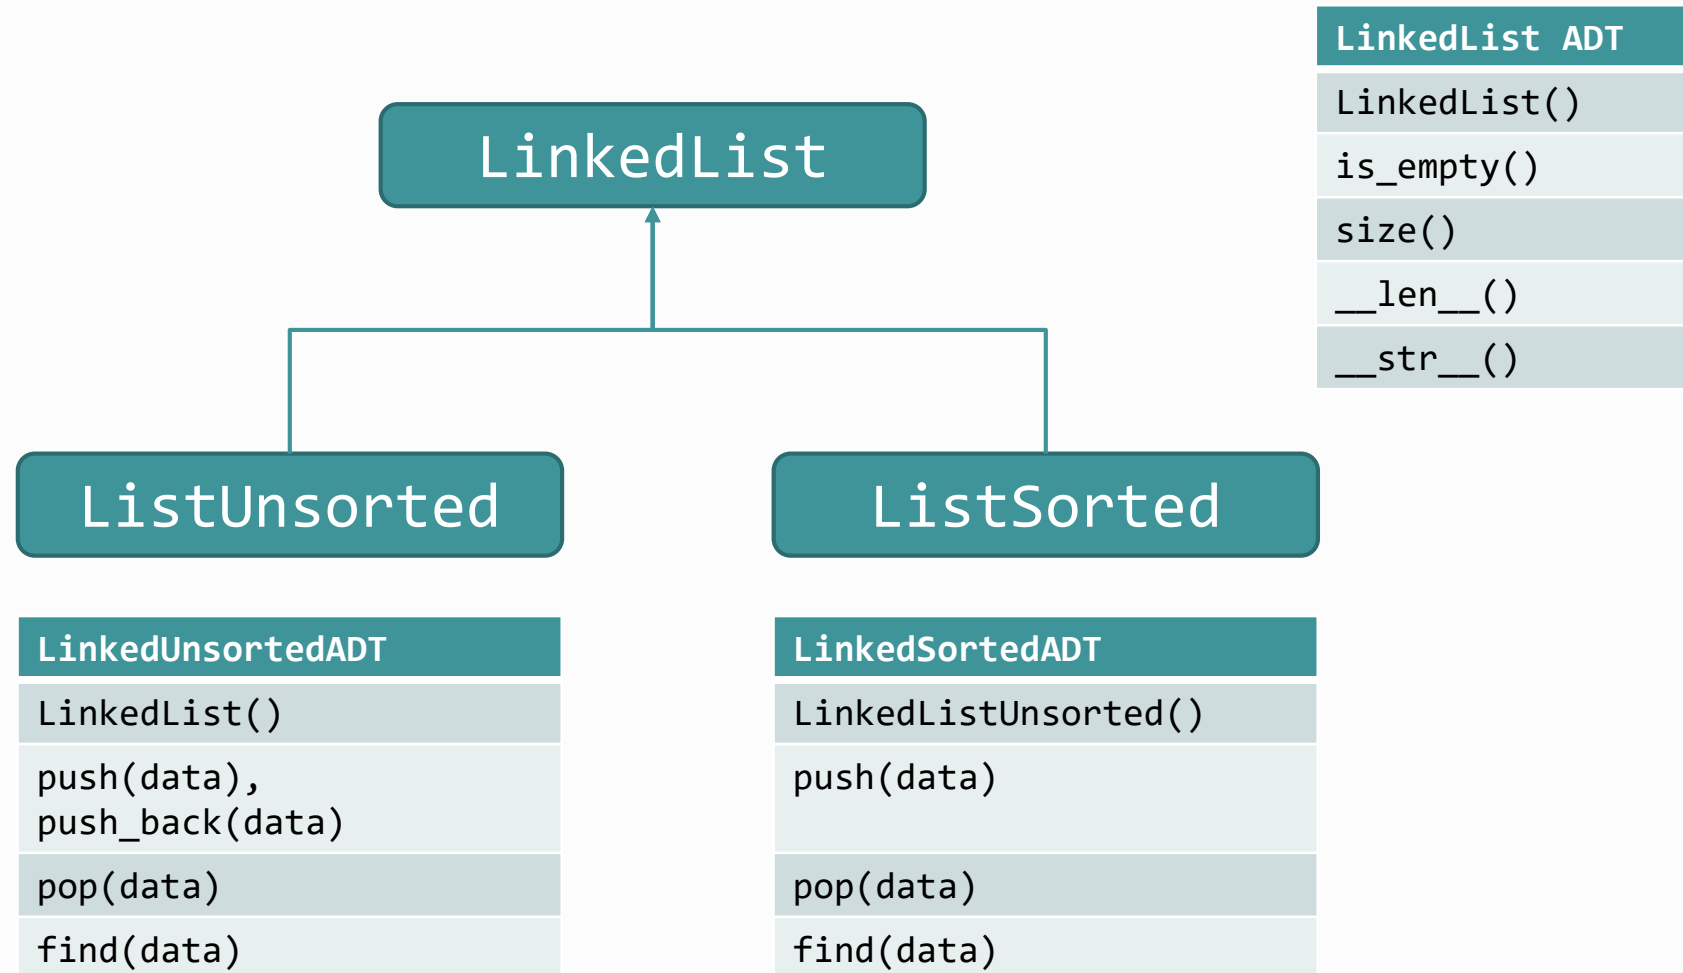 LinkedList
ListUnsorted
ListSorted
LinkedList ADT
LinkedList()
is_empty()
size()
__len__()
__str__()
LinkedUnsortedADT
LinkedList()
push(data),
push_back(data)
pop(data)
find(data)
LinkedSortedADT
LinkedListUnsorted()
push(data)
pop(data)
find(data)